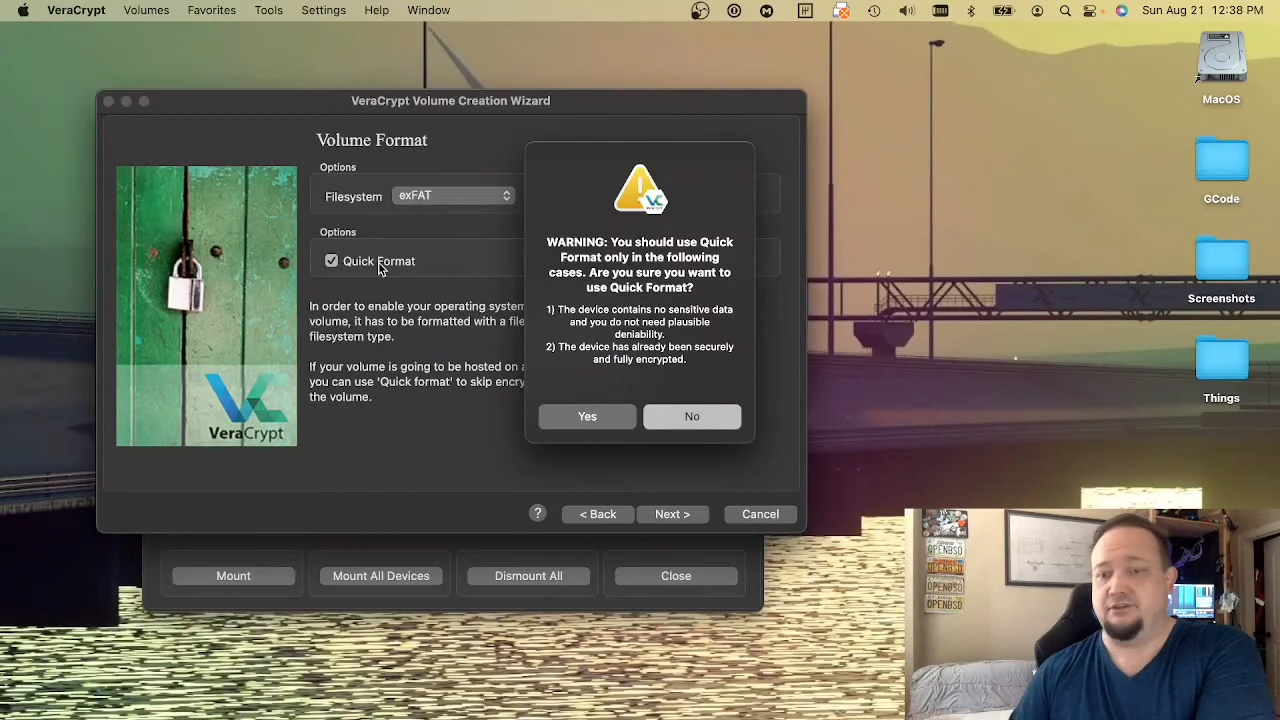 VeraCrypt Volumes Favorites Tools Settings Help Window Sun Aug 21 12:38 PM
VeraCrypt Volume Creation Wizard
Volume Format
Options
Filesystem exFAT
Options
Quick Format
In order to enable your operating system
volume, it has to be formatted with a file
filesystem type.
If your volume is going to be hosted on a
you can use 'Quick format' to skip encry
the volume.
VeraCrypt
WARNING: You should use Quick
Format only in the following
cases. Are you sure you want to
use Quick Format?
1) The device contains no sensitive data
and you do not need plausible
deniability.
2) The device has already been securely
and fully encrypted.
Yes No
? < Back Next > Cancel
Mount Mount All Devices Dismount All Close
MacOS
GCode
Screenshots
Things
OPENBSD
OPENBSD
OPENBSD
OPENBSD